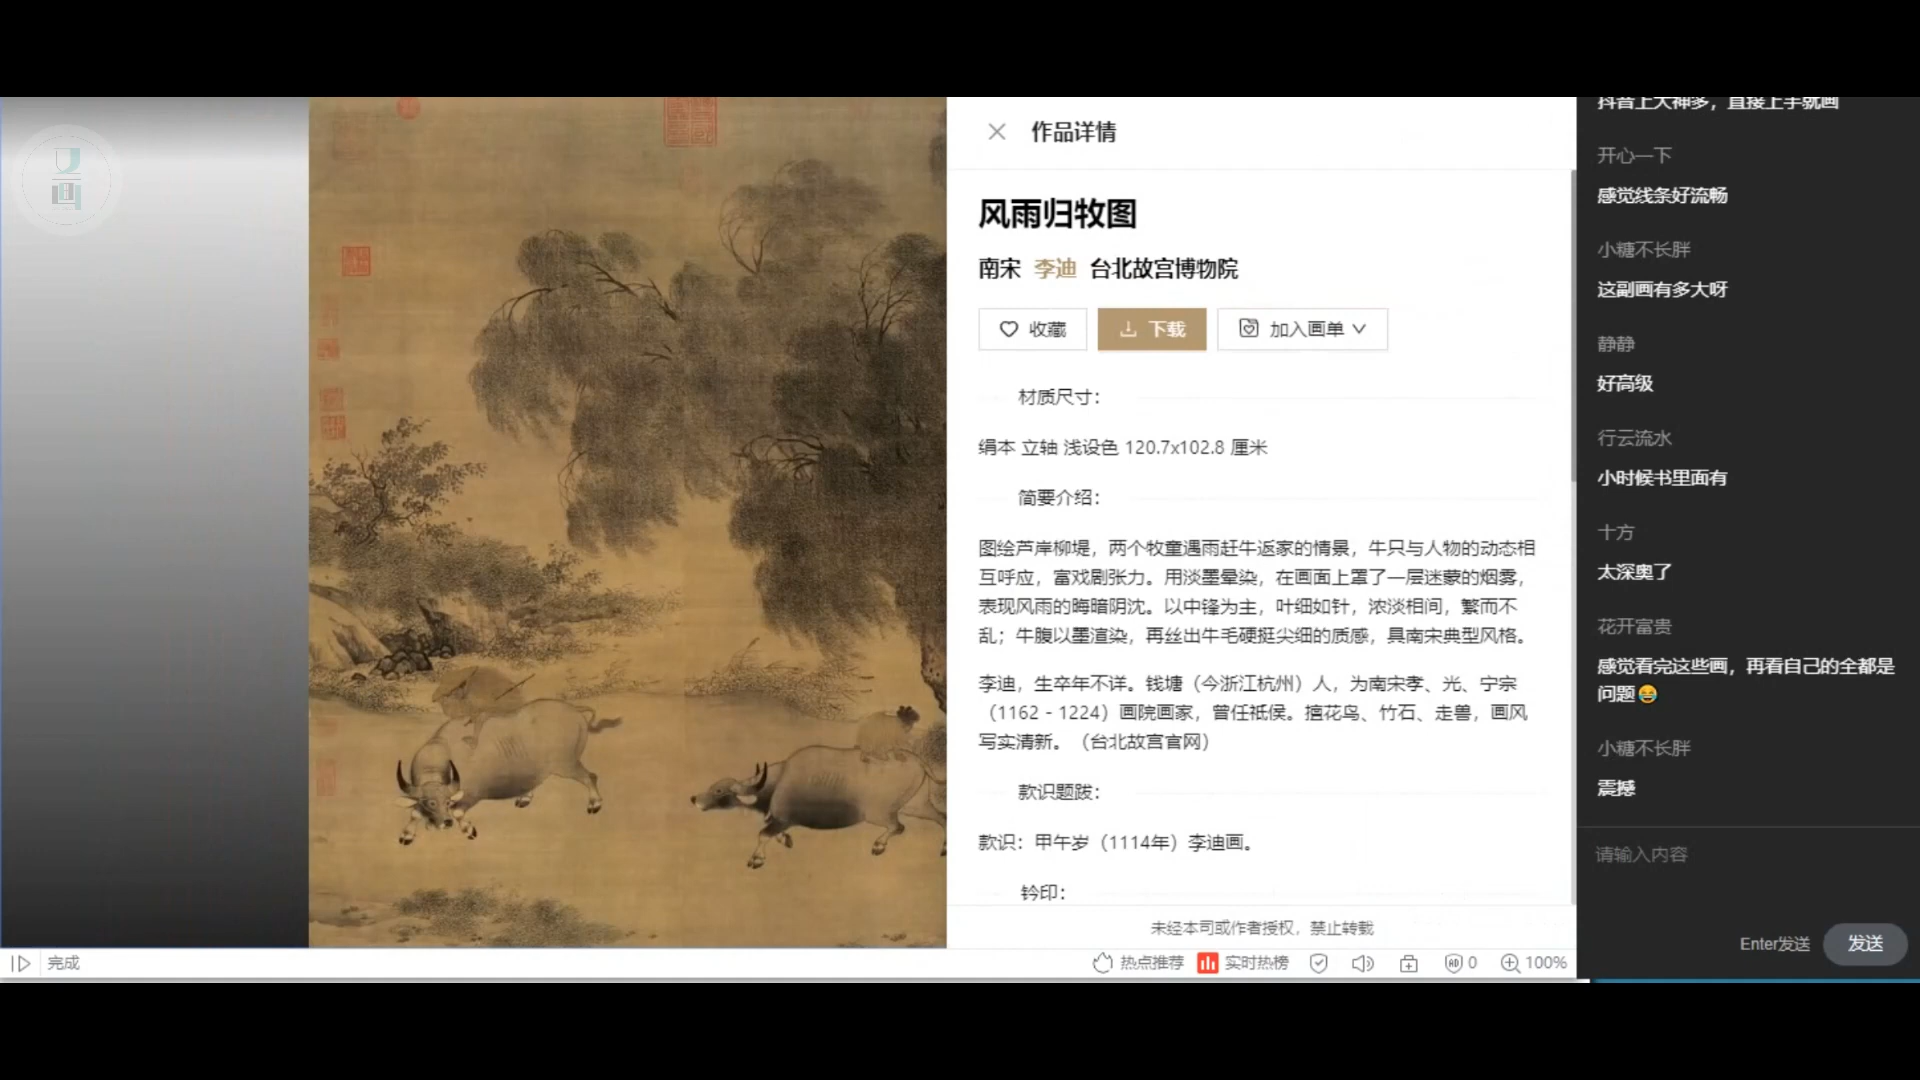 作品详情
风雨归牧图
南宋 李迪 台北故宫博物院
收藏 下载 加入画单
材质尺寸：
绢本 立轴 浅设色 120.7x102.8 厘米
简要介绍：
图绘芦岸柳堤，两个牧童遇雨赶牛返家的情景，牛只与人物的动态相
互呼应，富戏剧张力。用淡墨晕染，在画面上罩了一层迷蒙的烟雾，
表现风雨的晦暗阴沈。以中锋为主，叶细如针，浓淡相间，繁而不
乱；牛腹以墨渲染，再丝出牛毛硬挺尖细的质感，具南宋典型风格。
李迪，生卒年不详。钱塘（今浙江杭州）人，为南宋孝、光、宁宗
（1162 - 1224）画院画家，曾任祗侯。擅花鸟、竹石、走兽，画风
写实清新。（台北故宫官网）
款识题跋：
款识：甲午岁（1114年）李迪画。
钤印：
未经本司或作者授权，禁止转载
完成
热点推荐 实时热榜 0 100%
抖音上大神多，直接上手就画
开心一下
感觉线条好流畅
小糖不长胖
这副画有多大呀
静静
好高级
行云流水
小时候书里面有
十方
太深奥了
花开富贵
感觉看完这些画，再看自己的全都是
问题😂
小糖不长胖
震撼
请输入内容
Enter发送 发送